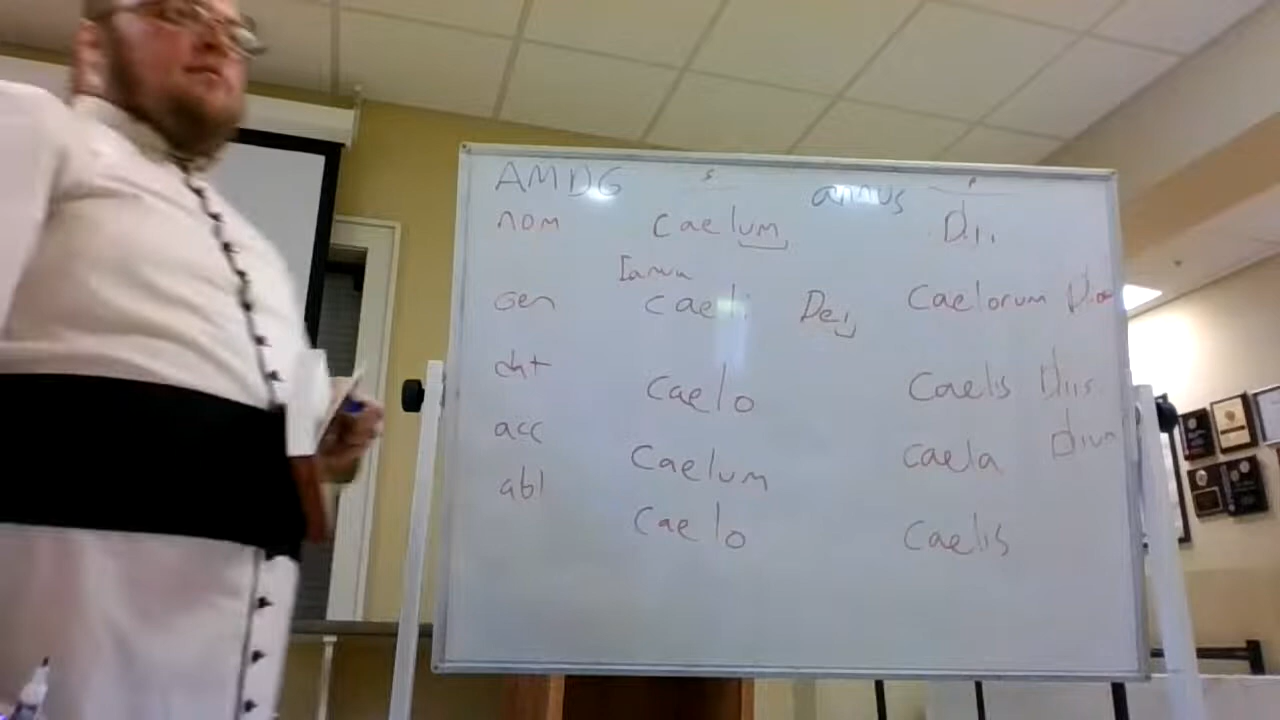 AMDG s annus P
nom caelum Dii
Ianua
Gen caeli Dei caelorum
dat caelo caelis Diis
acc caelum caela
abl caelo caelis